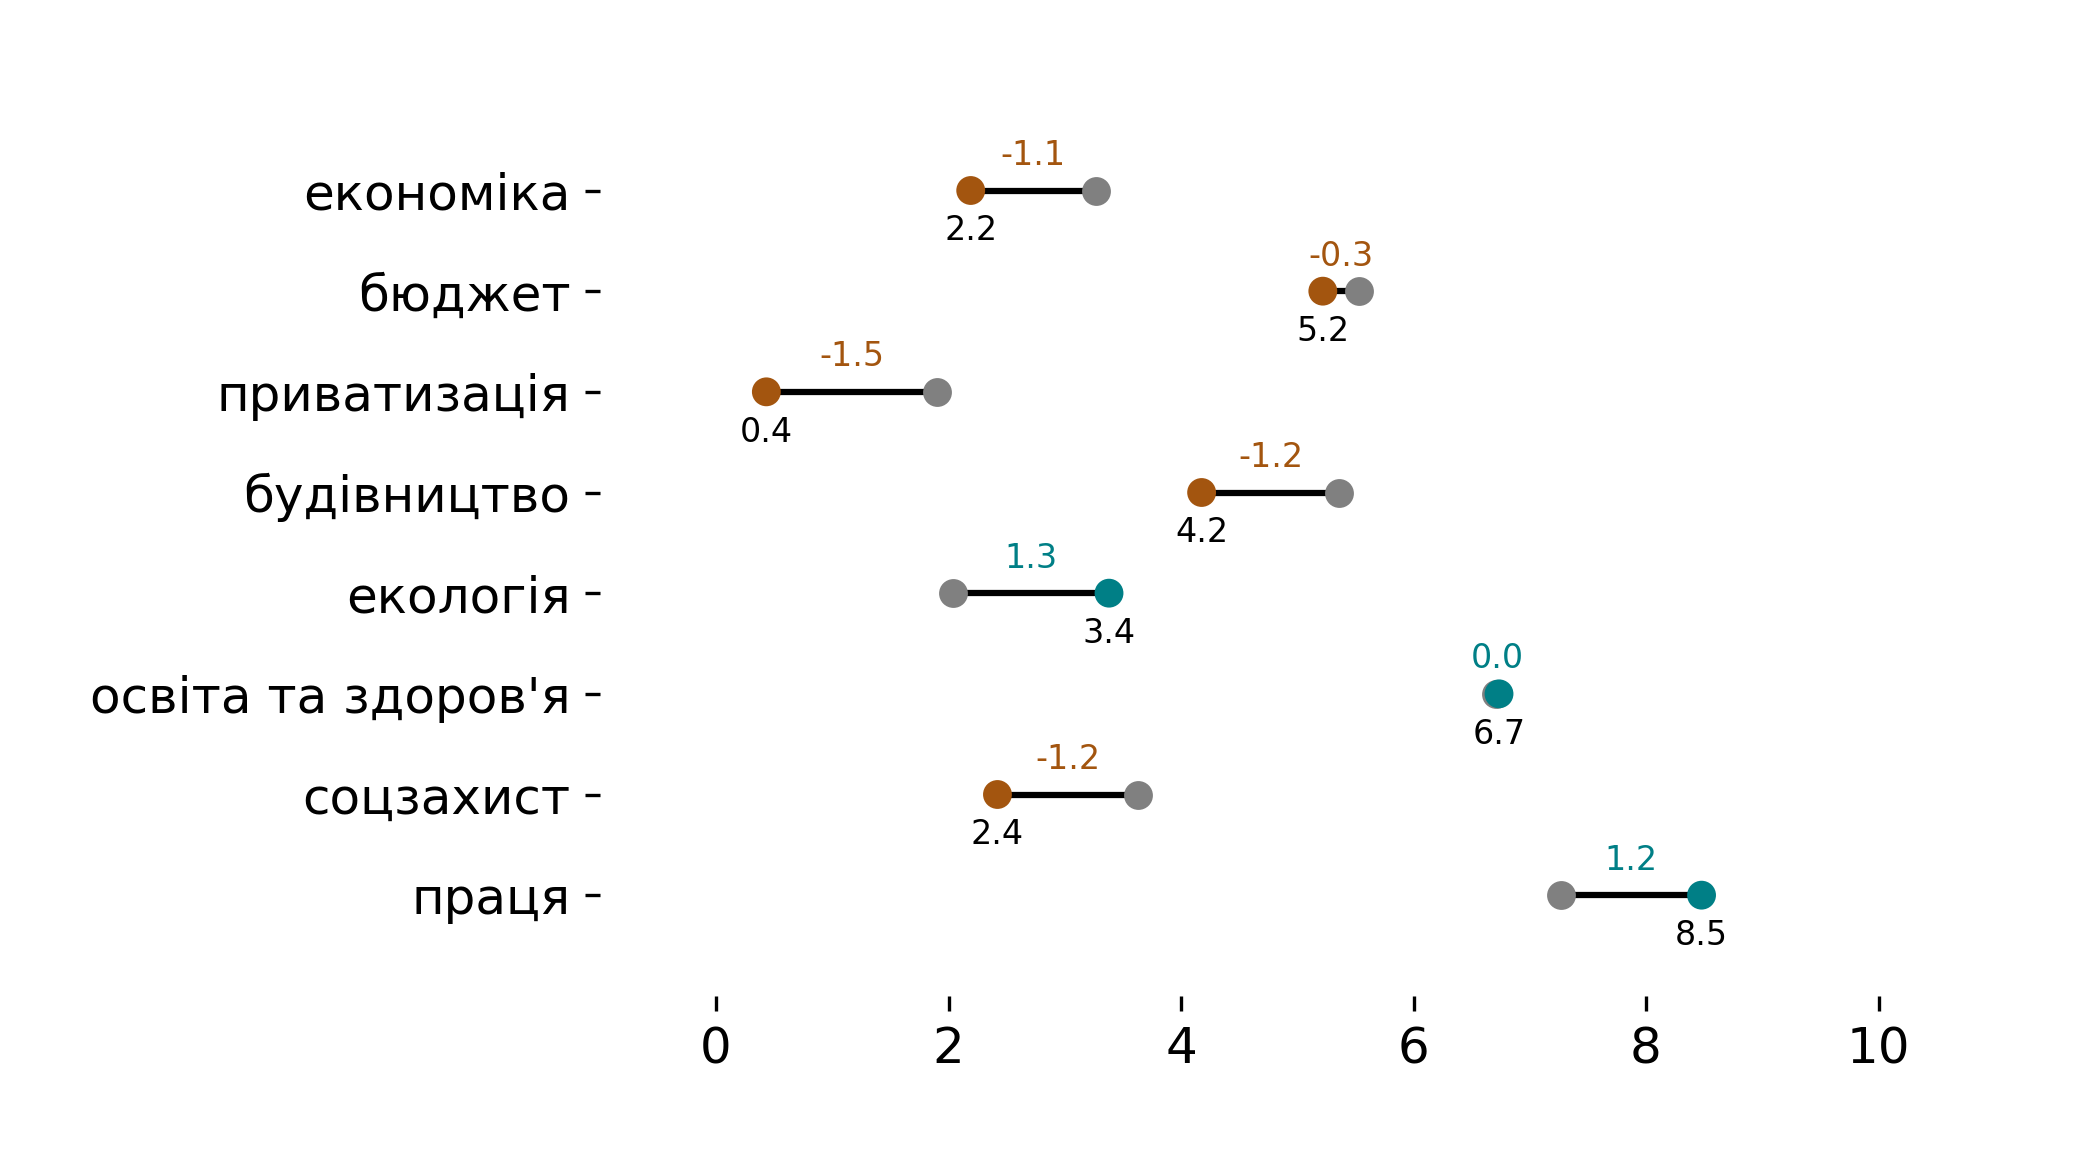 -1.1
економіка
2.2
-0.3
бюджет
5.2
-1.5
приватизація
0.4
-1.2
будівництво
4.2
1.3
екологія
3.4
0.0
освіта та здоров'я
6.7
-1.2
соцзахист
2.4
1.2
праця
8.5
0 2 4 6 8 10